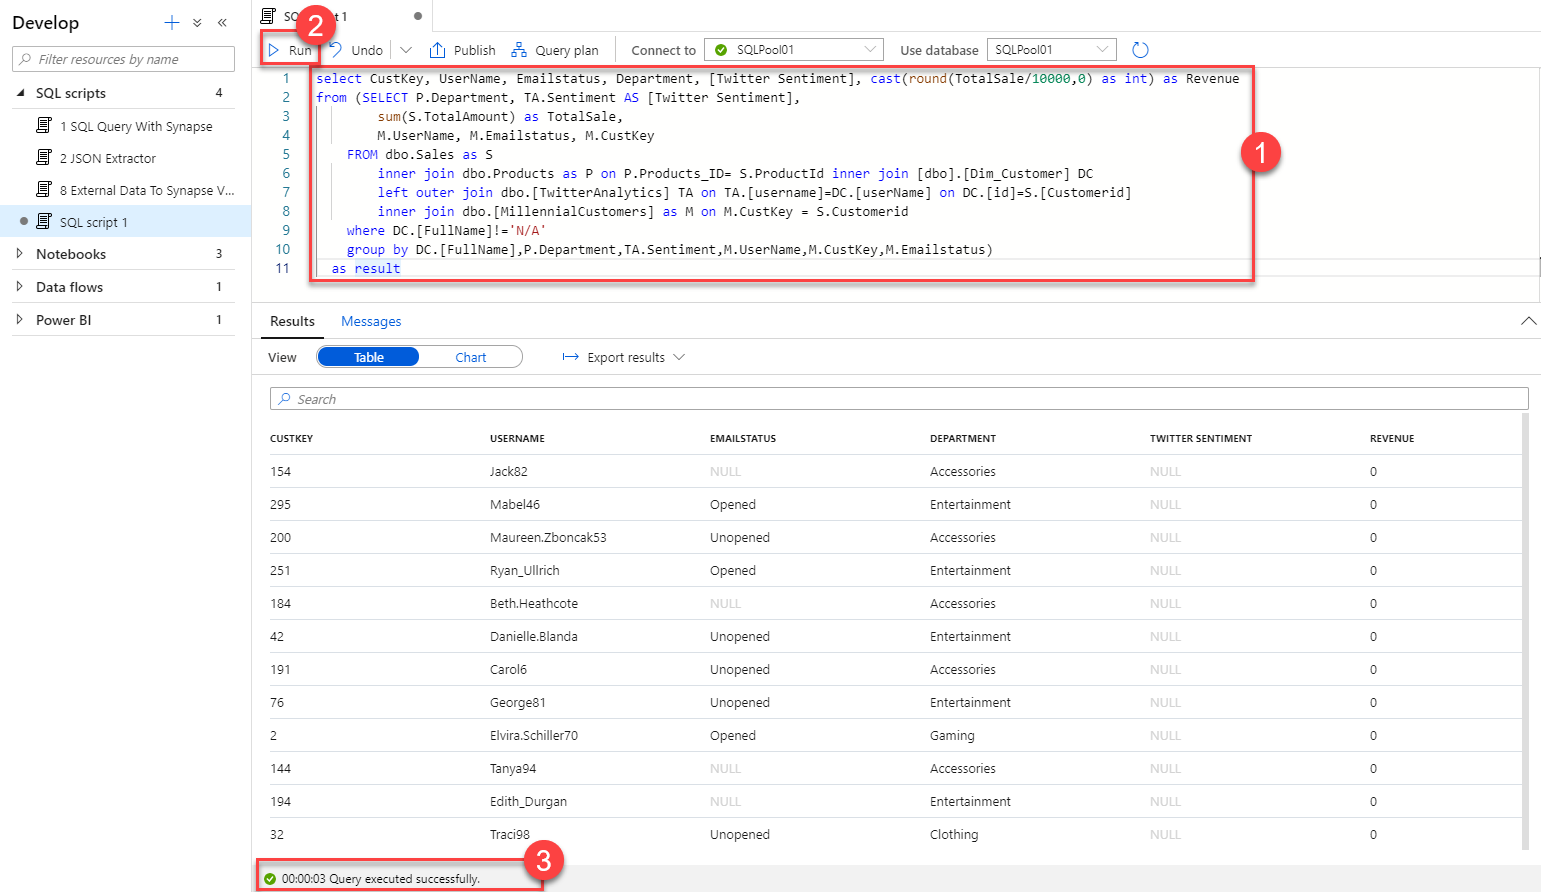 Develop
Filter resources by name
SQL scripts 4
1 SQL Query With Synapse
2 JSON Extractor
8 External Data To Synapse V...
SQL script 1
Notebooks 3
Data flows 1
Power BI 1
2
Run Undo Publish Query plan Connect to SQLPool01 Use database SQLPool01
1 select CustKey, UserName, Emailstatus, Department, [Twitter Sentiment], cast(round(TotalSale/10000,0) as int) as Revenue
2 from (SELECT P.Department, TA.Sentiment AS [Twitter Sentiment],
3 sum(S.TotalAmount) as TotalSale,
4 M.UserName, M.Emailstatus, M.CustKey
5 FROM dbo.Sales as S
6 inner join dbo.Products as P on P.Products_ID= S.ProductId inner join [dbo].[Dim_Customer] DC
7 left outer join dbo.[TwitterAnalytics] TA on TA.[username]=DC.[userName] on DC.[id]=S.[Customerid]
8 inner join dbo.[MillennialCustomers] as M on M.CustKey = S.Customerid
9 where DC.[FullName]!='N/A'
10 group by DC.[FullName],P.Department,TA.Sentiment,M.UserName,M.CustKey,M.Emailstatus)
11 as result
1
Results Messages
View Table Chart Export results
Search
CUSTKEY USERNAME EMAILSTATUS DEPARTMENT TWITTER SENTIMENT REVENUE
154 Jack82 NULL Accessories NULL 0
295 Mabel46 Opened Entertainment NULL 0
200 Maureen.Zboncak53 Unopened Accessories NULL 0
251 Ryan_Ullrich Opened Entertainment NULL 0
184 Beth.Heathcote NULL Accessories NULL 0
42 Danielle.Blanda Unopened Entertainment NULL 0
191 Carol6 Unopened Accessories NULL 0
76 George81 Unopened Entertainment NULL 0
2 Elvira.Schiller70 Opened Gaming NULL 0
144 Tanya94 NULL Accessories NULL 0
194 Edith_Durgan NULL Entertainment NULL 0
32 Traci98 Unopened Clothing NULL 0
3
00:00:03 Query executed successfully.